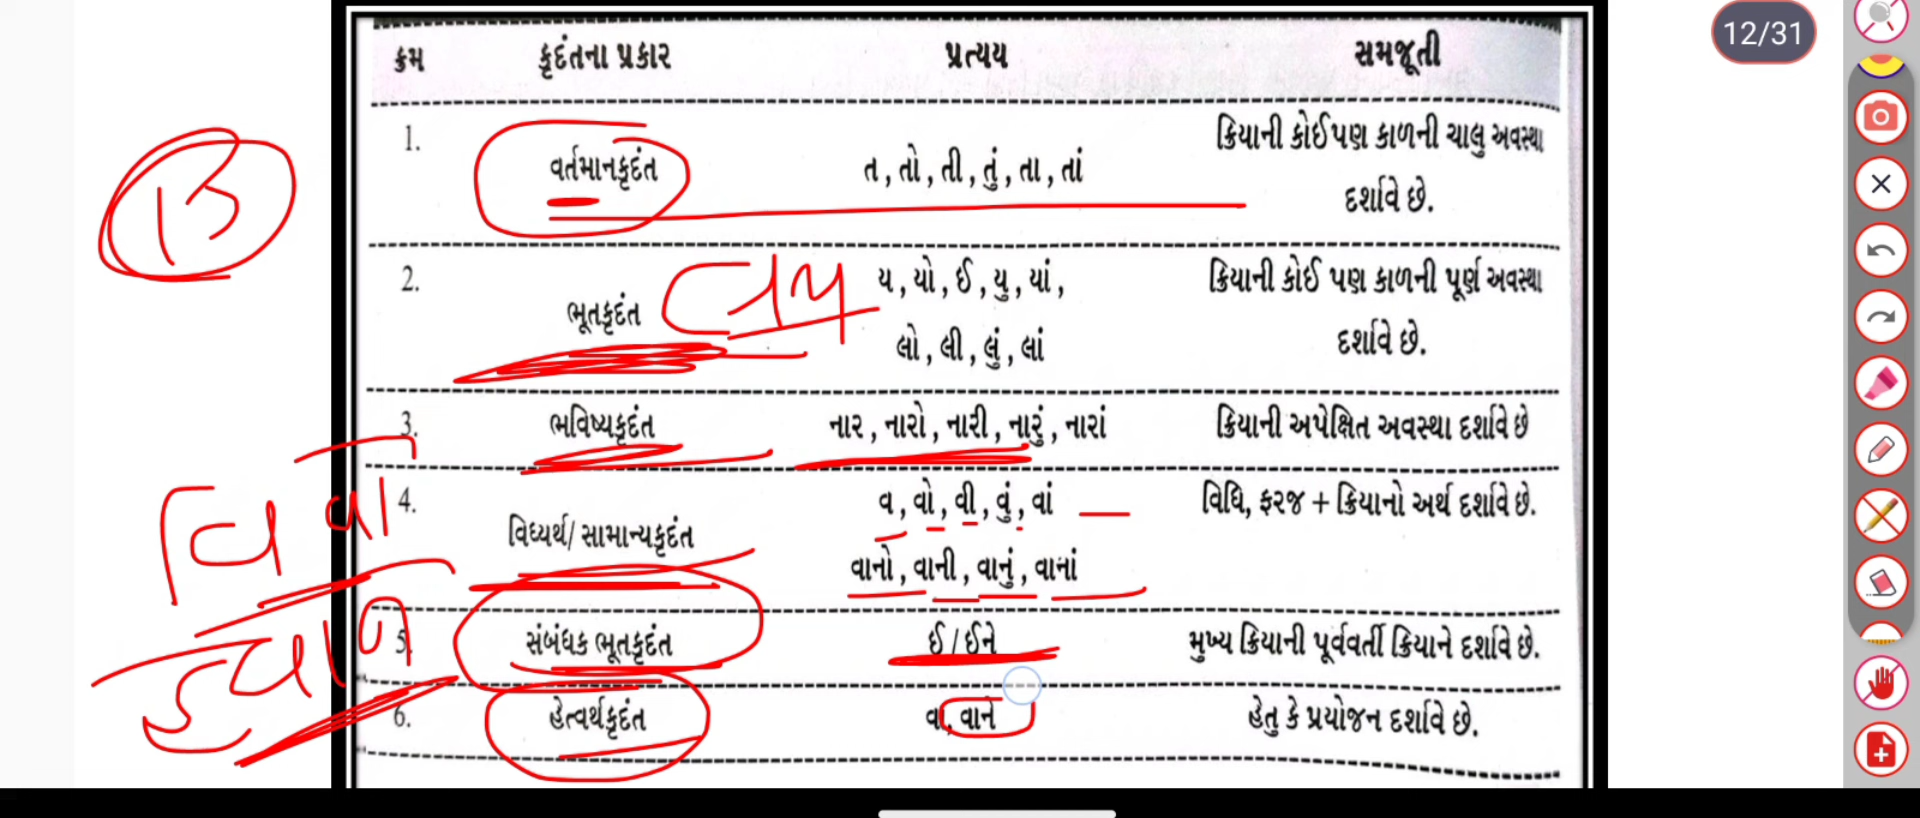 12/31
ક્રમ કૃદંતના પ્રકાર પ્રત્યય સમજૂતી
1. વર્તમાનકૃદંત ત, તો, તી, તું, તા, તાં ક્રિયાની કોઈપણ કાળની ચાલુ અવસ્થા
દર્શાવે છે.
2. ભૂતકૃદંત ય, યો, ઈ, યુ, યાં, ક્રિયાની કોઈ પણ કાળની પૂર્ણ અવસ્થા
લો, લી, લું, લાં દર્શાવે છે.
3. ભવિષ્યકૃદંત નાર, નારો, નારી, નારું, નારાં ક્રિયાની અપેક્ષિત અવસ્થા દર્શાવે છે
4. વિધ્યર્થ/ સામાન્યકૃદંત વ, વો, વી, વું, વાં વિધિ, ફરજ + ક્રિયાનો અર્થ દર્શાવે છે.
વાનો, વાની, વાનું, વાનાં
5. સંબંધક ભૂતકૃદંત ઈ/ઈને મુખ્ય ક્રિયાની પૂર્વવર્તી ક્રિયાને દર્શાવે છે.
6. હેત્વર્થકૃદંત વા, વાને હેતુ કે પ્રયોજન દર્શાવે છે.